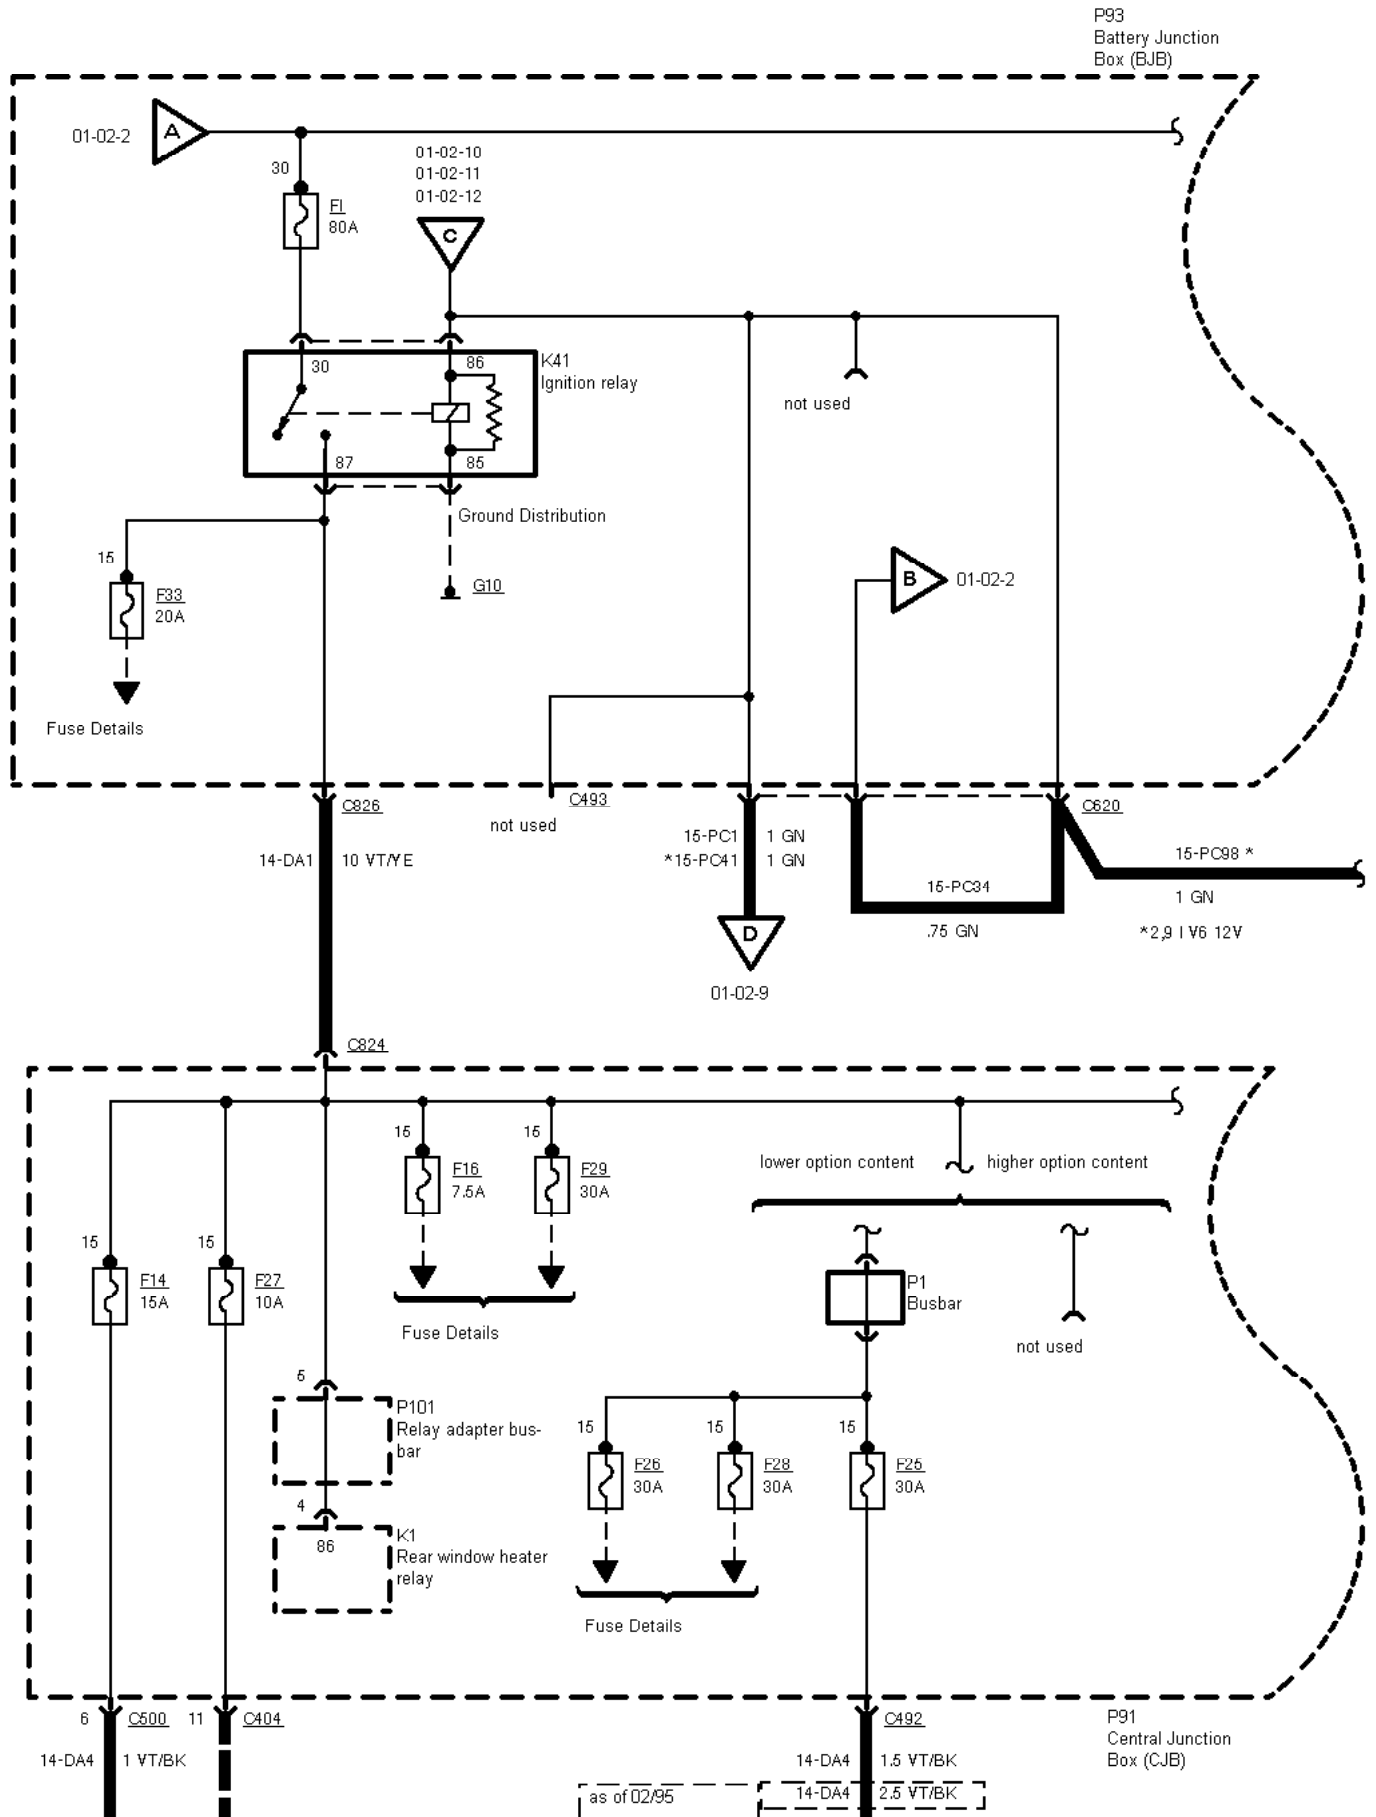 P93
Battery Junction
Box (BJB)
01-02-2
A
30
FI
80A
01-02-10
01-02-11
01-02-12
C
30
86
K41
Ignition relay
not used
87
85
Ground Distribution
15
F33
20A
G10
B
01-02-2
Fuse Details
C826
not used
C493
C620
14-DA1
10 VT/YE
15-PC1
1 GN
*15-PC41
1 GN
15-PC34
.75 GN
15-PC98 *
1 GN
*2,9 I V6 12V
D
01-02-9
C824
15
F16
7.5A
15
F29
30A
lower option content
higher option content
15
F14
15A
15
F27
10A
Fuse Details
P1
Busbar
not used
5
P101
Relay adapter bus-
bar
15
F26
30A
15
F28
30A
15
F25
30A
4
86
K1
Rear window heater
relay
Fuse Details
6
C500
11
C404
C492
P91
Central Junction
Box (CJB)
14-DA4
1 VT/BK
14-DA4
1.5 VT/BK
as of 02/95
14-DA4
2.5 VT/BK